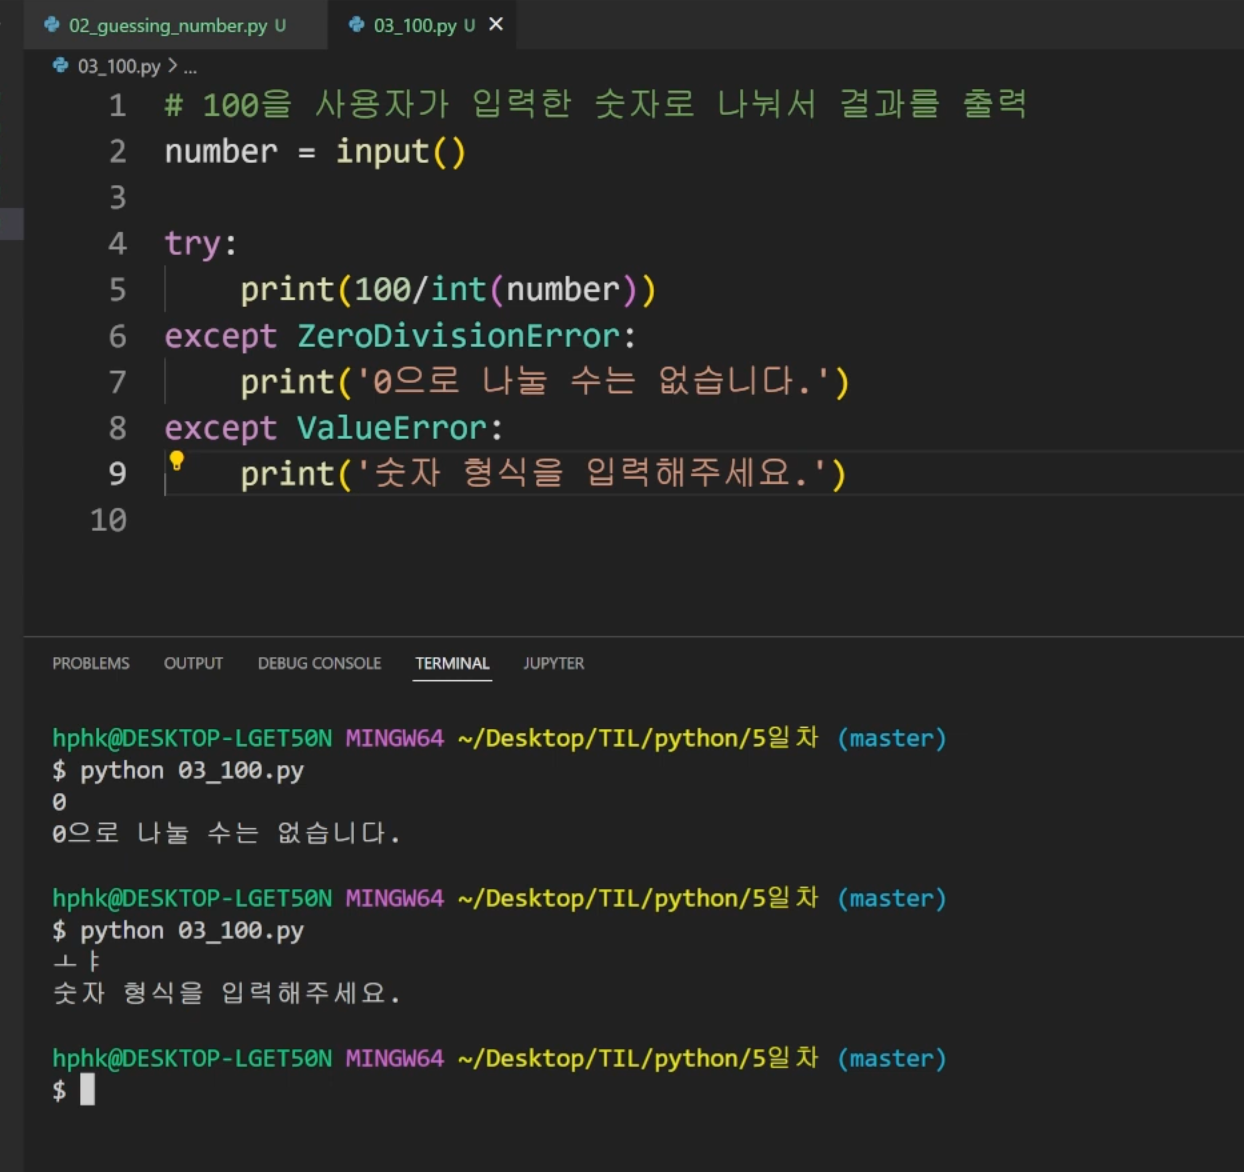 02_guessing_number.py U 03_100.py U ×
03_100.py > ...
1 # 100을 사용자가 입력한 숫자로 나눠서 결과를 출력
2 number = input()
3
4 try:
5 print(100/int(number))
6 except ZeroDivisionError:
7 print('0으로 나눌 수는 없습니다.')
8 except ValueError:
9 print('숫자 형식을 입력해주세요.')
10
PROBLEMS OUTPUT DEBUG CONSOLE TERMINAL JUPYTER
hphk@DESKTOP-LGET50N MINGW64 ~/Desktop/TIL/python/5일차 (master)
$ python 03_100.py
0
0으로 나눌 수는 없습니다.
hphk@DESKTOP-LGET50N MINGW64 ~/Desktop/TIL/python/5일차 (master)
$ python 03_100.py
ㅗㅑ
숫자 형식을 입력해주세요.
hphk@DESKTOP-LGET50N MINGW64 ~/Desktop/TIL/python/5일차 (master)
$